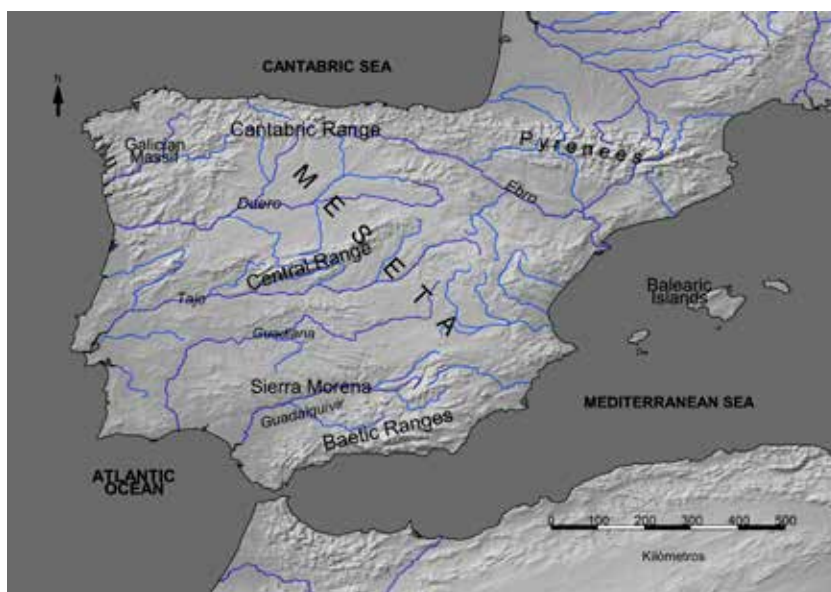 CANTABRIC SEA
N
Cantabric Range
Galician
Massif
Pyrenees
MESETA
Duero
Ebro
Central Range
Tajo
Balearic
Islands
Guadiana
Sierra Morena
Guadalquivir
Baetic Ranges
MEDITERRANEAN SEA
ATLANTIC
OCEAN
0 100 200 300 400 500
Kilómetros